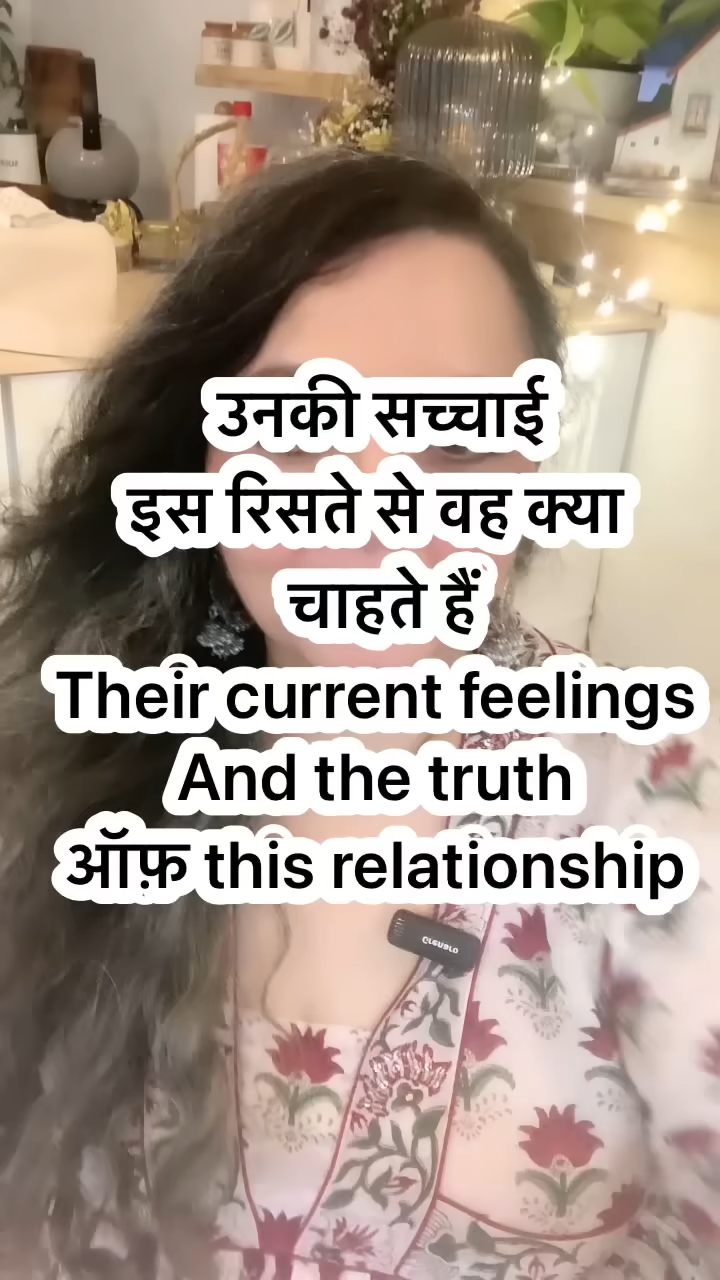 उनकी सच्चाई
इस रिसते से वह क्या
चाहते हैं
Their current feelings
And the truth
ऑफ़ this relationship